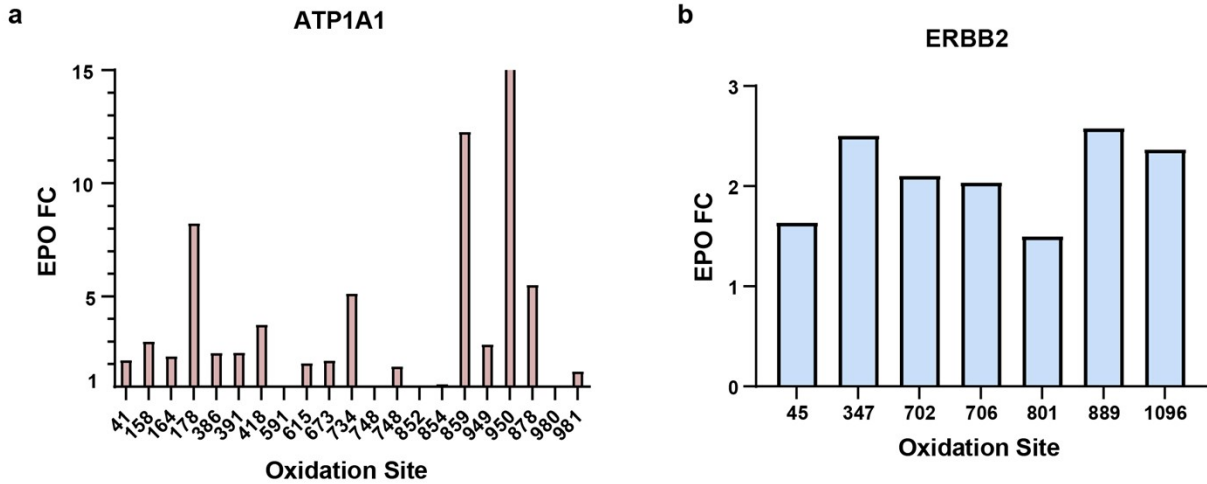 a
ATP1A1
EPO FC
15
10
5
1
41 158 164 178 386 391 418 591 615 673 734 748 748 852 854 859 949 950 878 980 981
Oxidation Site
b
ERBB2
EPO FC
3
2
1
0
45 347 702 706 801 889 1096
Oxidation Site